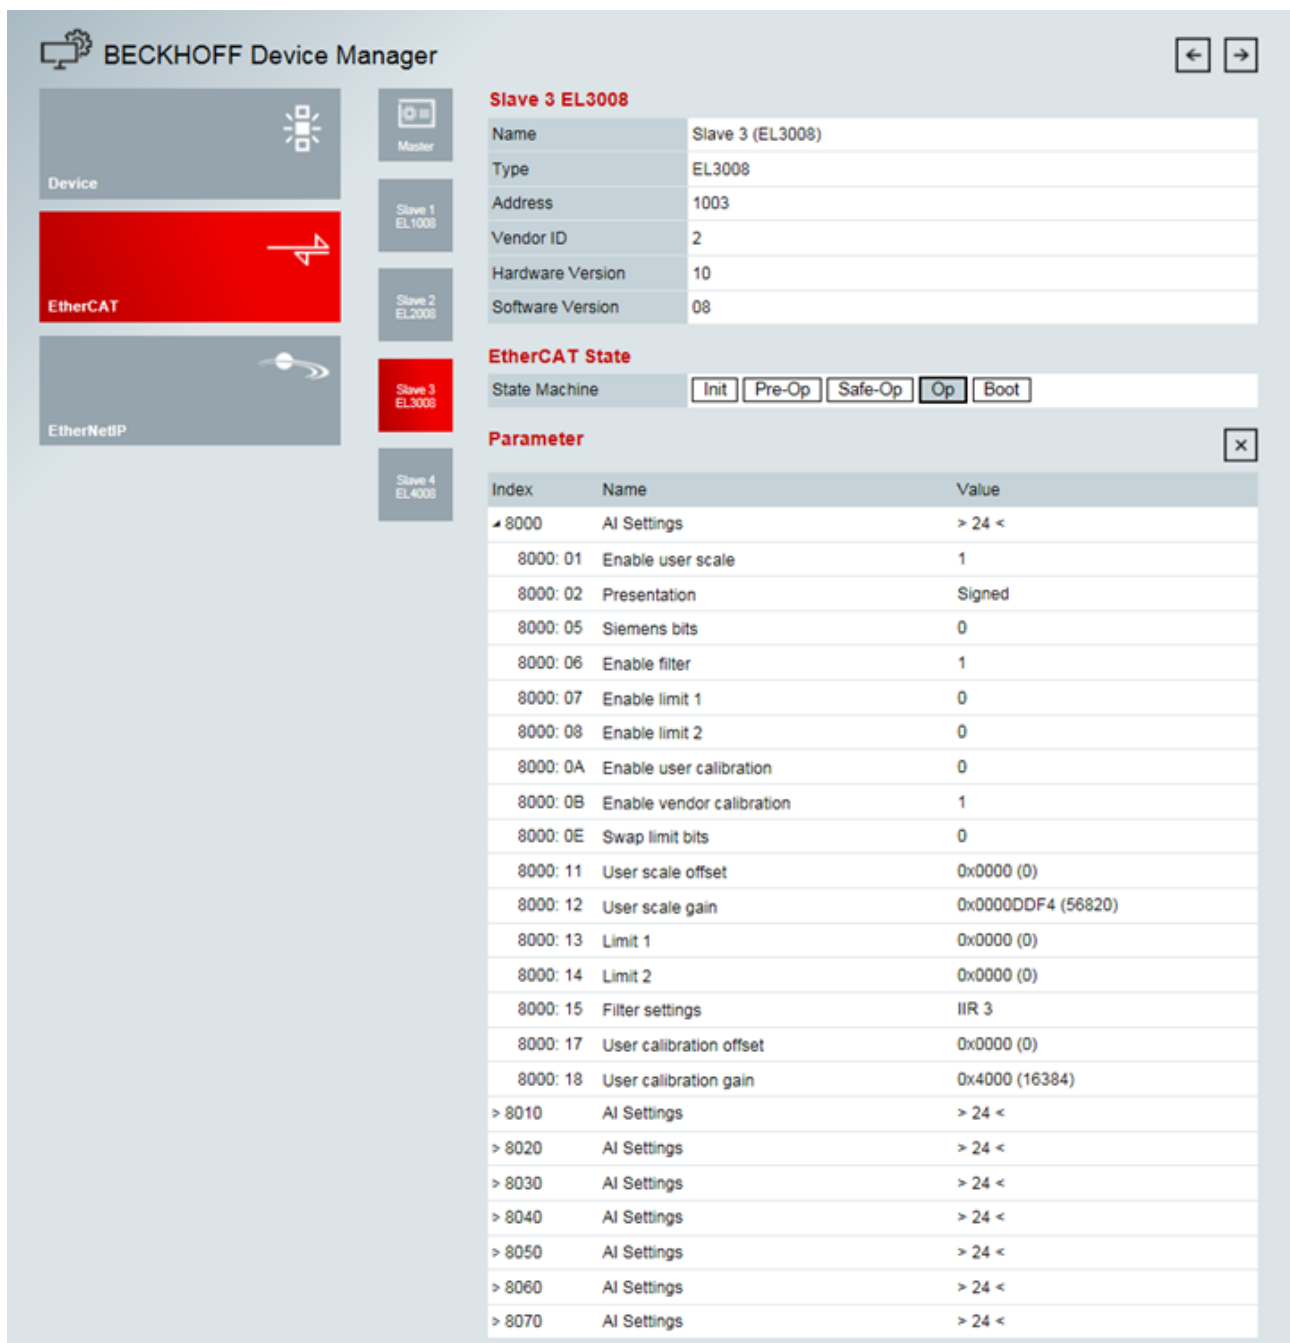 BECKHOFF Device Manager
Device
EtherCAT
EtherNetIP
Master
Slave 1
EL1008
Slave 2
EL2008
Slave 3
EL3008
Slave 4
EL4008
Slave 3 EL3008
Name Slave 3 (EL3008)
Type EL3008
Address 1003
Vendor ID 2
Hardware Version 10
Software Version 08
EtherCAT State
State Machine Init Pre-Op Safe-Op Op Boot
Parameter
Index Name Value
8000 AI Settings > 24 <
8000: 01 Enable user scale 1
8000: 02 Presentation Signed
8000: 05 Siemens bits 0
8000: 06 Enable filter 1
8000: 07 Enable limit 1 0
8000: 08 Enable limit 2 0
8000: 0A Enable user calibration 0
8000: 0B Enable vendor calibration 1
8000: 0E Swap limit bits 0
8000: 11 User scale offset 0x0000 (0)
8000: 12 User scale gain 0x0000DDF4 (56820)
8000: 13 Limit 1 0x0000 (0)
8000: 14 Limit 2 0x0000 (0)
8000: 15 Filter settings IIR 3
8000: 17 User calibration offset 0x0000 (0)
8000: 18 User calibration gain 0x4000 (16384)
> 8010 AI Settings > 24 <
> 8020 AI Settings > 24 <
> 8030 AI Settings > 24 <
> 8040 AI Settings > 24 <
> 8050 AI Settings > 24 <
> 8060 AI Settings > 24 <
> 8070 AI Settings > 24 <